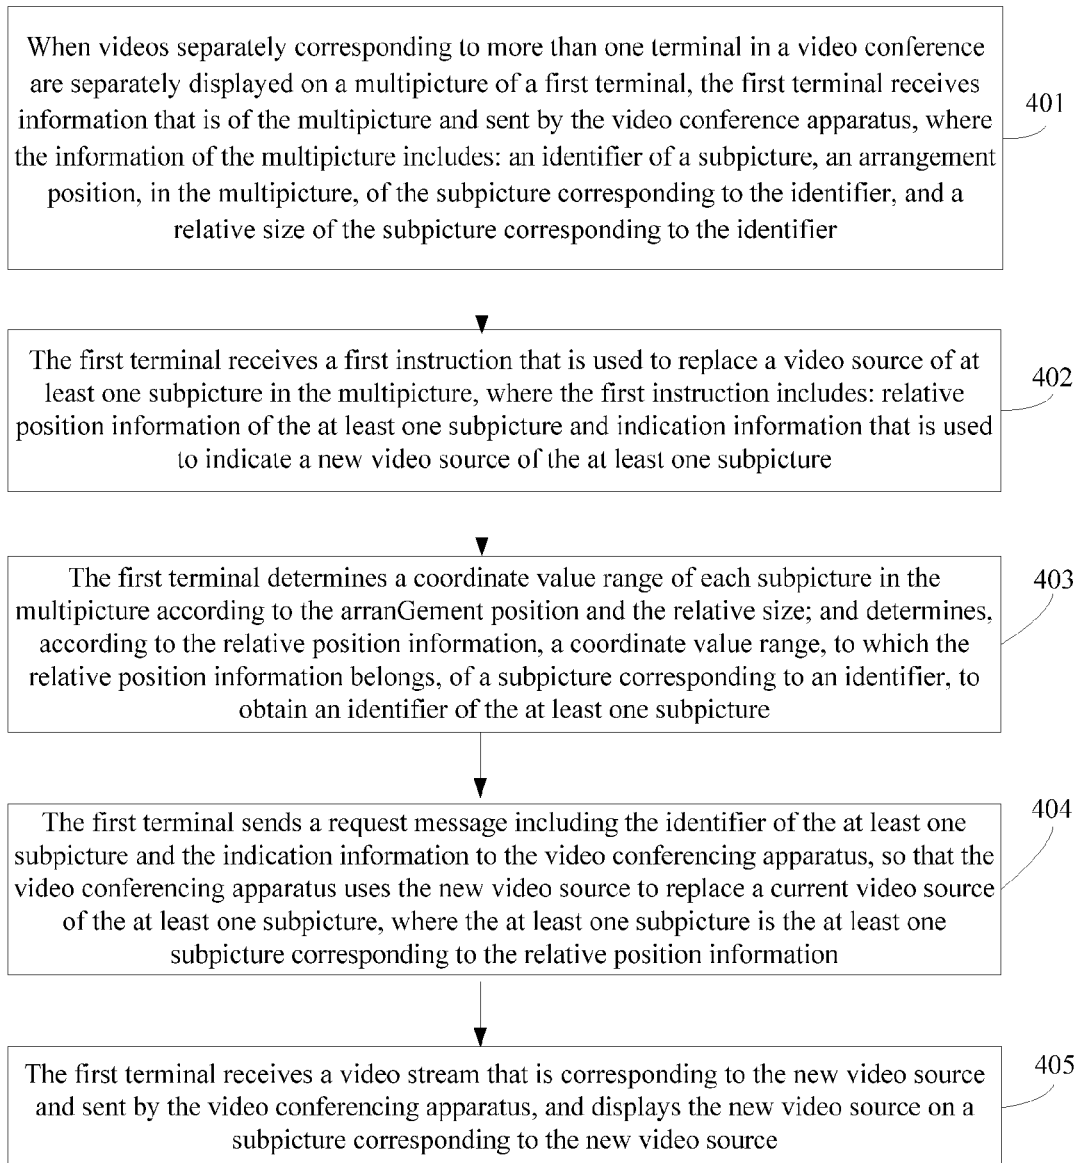 When videos separately corresponding to more than one terminal in a video conference
are separately displayed on a multipicture of a first terminal, the first terminal receives
information that is of the multipicture and sent by the video conference apparatus, where
the information of the multipicture includes: an identifier of a subpicture, an arrangement
position, in the multipicture, of the subpicture corresponding to the identifier, and a
relative size of the subpicture corresponding to the identifier
401
The first terminal receives a first instruction that is used to replace a video source of at
least one subpicture in the multipicture, where the first instruction includes: relative
position information of the at least one subpicture and indication information that is used
to indicate a new video source of the at least one subpicture
402
The first terminal determines a coordinate value range of each subpicture in the
multipicture according to the arranGement position and the relative size; and determines,
according to the relative position information, a coordinate value range, to which the
relative position information belongs, of a subpicture corresponding to an identifier, to
obtain an identifier of the at least one subpicture
403
The first terminal sends a request message including the identifier of the at least one
subpicture and the indication information to the video conferencing apparatus, so that the
video conferencing apparatus uses the new video source to replace a current video source
of the at least one subpicture, where the at least one subpicture is the at least one
subpicture corresponding to the relative position information
404
The first terminal receives a video stream that is corresponding to the new video source
and sent by the video conferencing apparatus, and displays the new video source on a
subpicture corresponding to the new video source
405